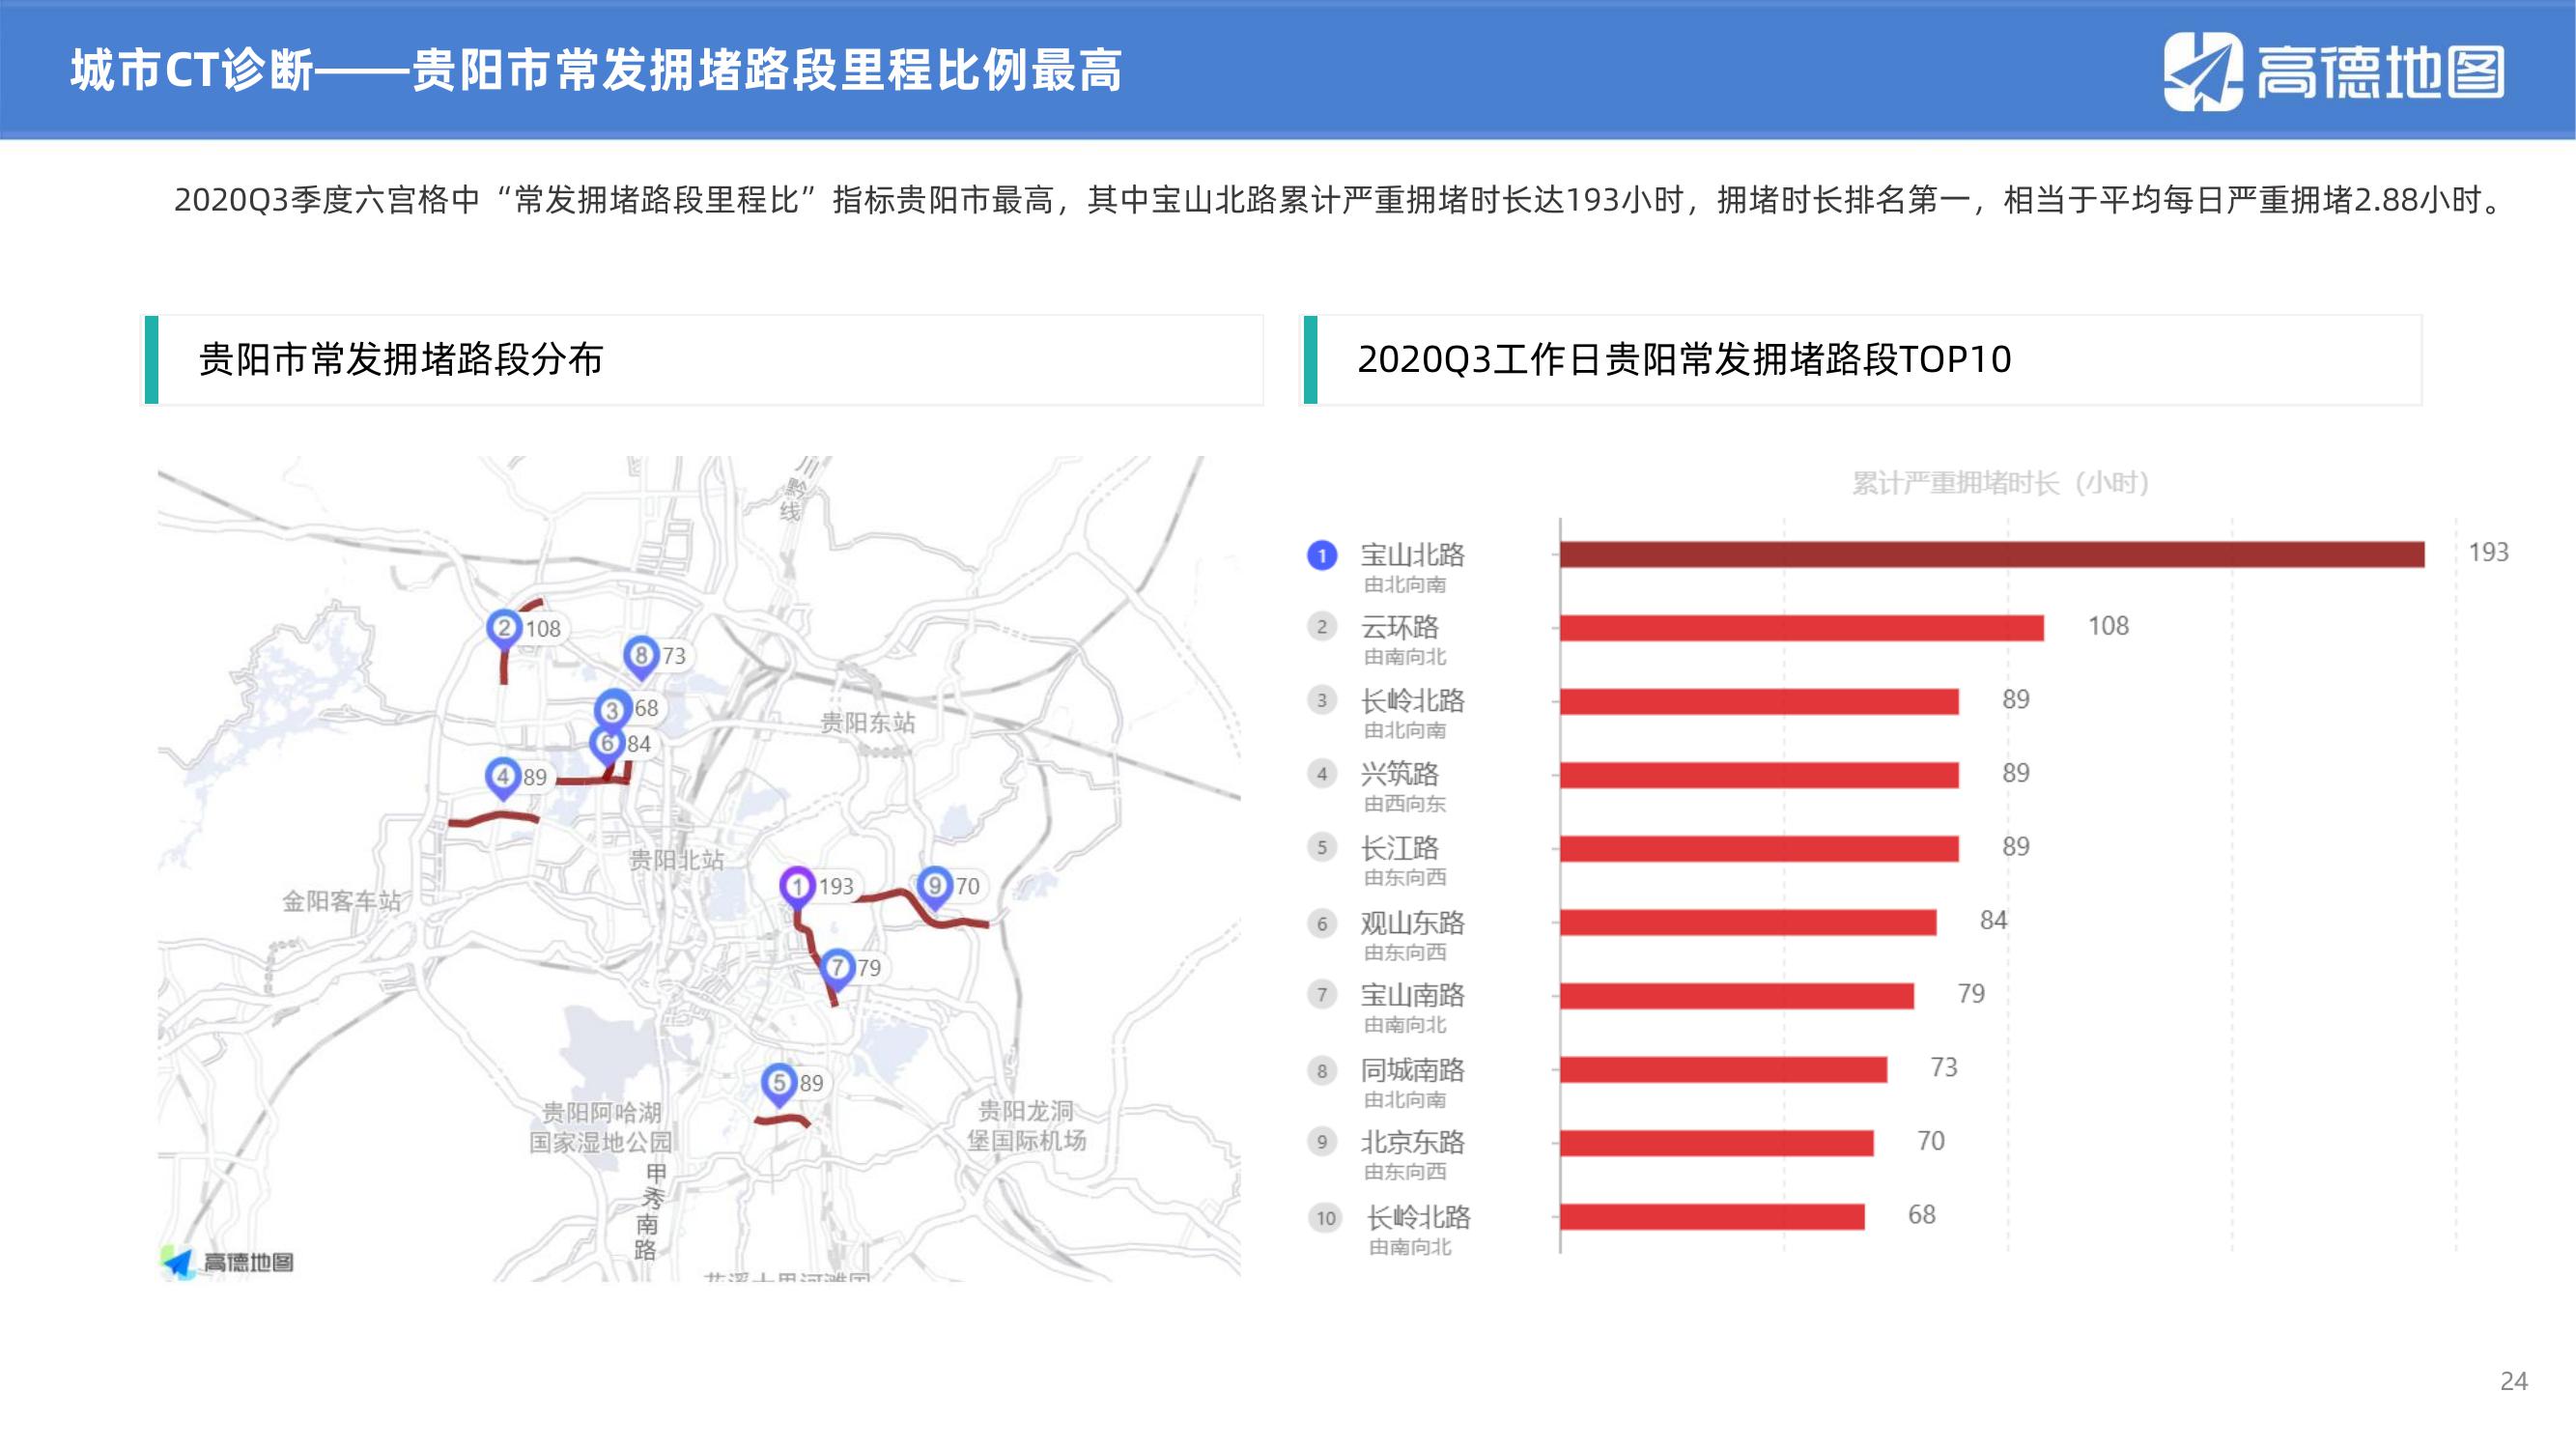 城市CT诊断——贵阳市常发拥堵路段里程比例最高
高德地图
2020Q3季度六宫格中“常发拥堵路段里程比”指标贵阳市最高，其中宝山北路累计严重拥堵时长达193小时，拥堵时长排名第一，相当于平均每日严重拥堵2.88小时。
贵阳市常发拥堵路段分布
川黔线
2 108
8 73
3 68
6 84
4 89
贵阳东站
贵阳北站
金阳客车站
1 193
9 70
7 79
5 89
贵阳阿哈湖
国家湿地公园
贵阳龙洞
堡国际机场
甲秀南路
高德地图
2020Q3工作日贵阳常发拥堵路段TOP10
累计严重拥堵时长（小时）
1 宝山北路 193
由北向南
2 云环路 108
由南向北
3 长岭北路 89
由北向南
4 兴筑路 89
由西向东
5 长江路 89
由东向西
6 观山东路 84
由东向西
7 宝山南路 79
由南向北
8 同城南路 73
由北向南
9 北京东路 70
由东向西
10 长岭北路 68
由南向北
24